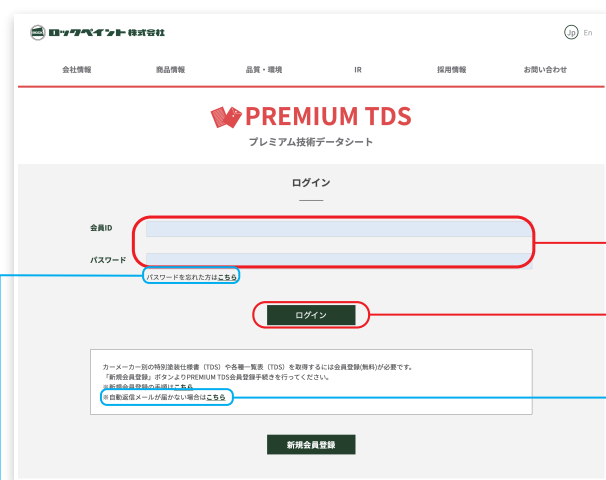 ロックペイント株式会社
Jp En
会社情報 商品情報 品質・環境 IR 採用情報 お問い合わせ
PREMIUM TDS
プレミアム技術データシート
ログイン
会員ID
パスワード
パスワードを忘れた方はこちら
ログイン
カーメーカー別の特別塗装仕様書（TDS）や各種一覧表（TDS）を取得するには会員登録(無料)が必要です。
「新規会員登録」ボタンよりPREMIUM TDS会員登録手続きを行ってください。
※新規会員登録の手順はこちら
※自動返信メールが届かない場合はこちら
新規会員登録